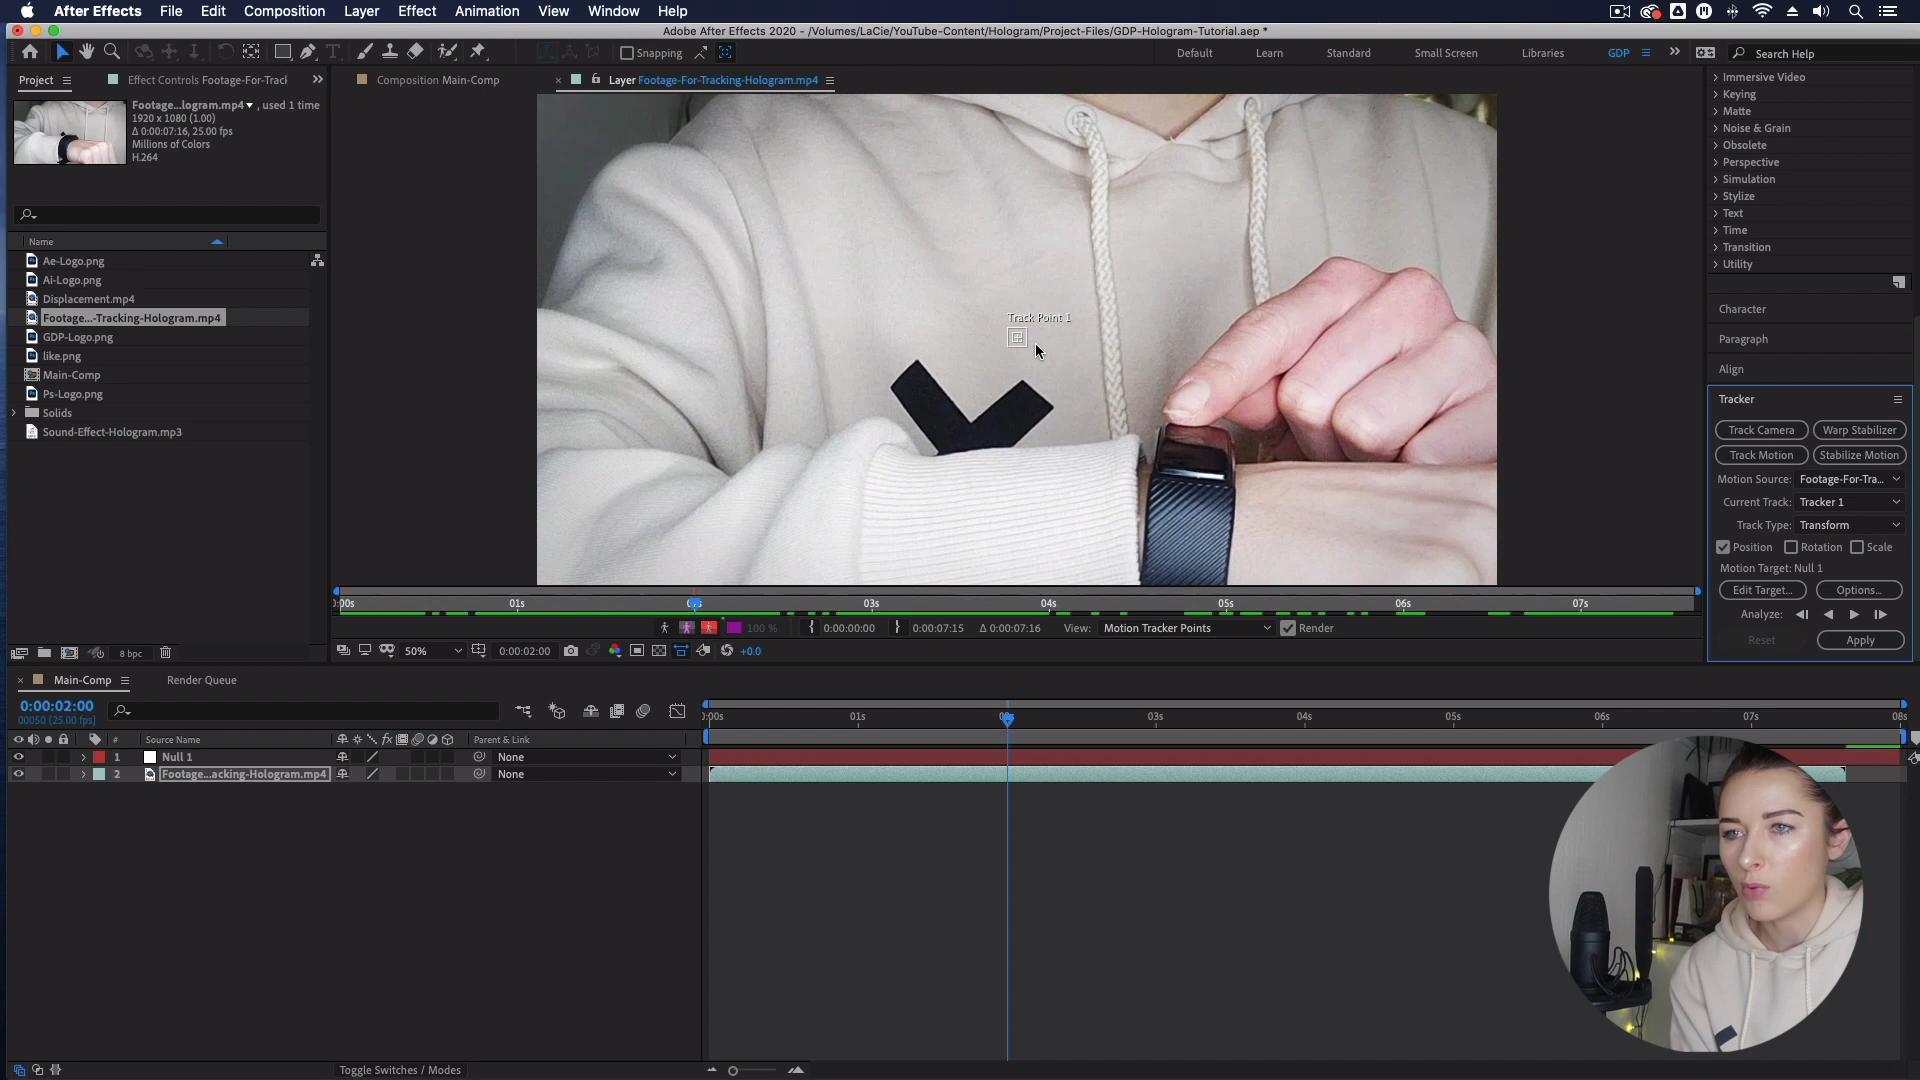 After Effects File Edit Composition Layer Effect Animation View Window Help
Adobe After Effects 2020 - /Volumes/LaCie/YouTube-Content/Hologram/Project-Files/GDP-Hologram-Tutorial.aep *
Snapping Default Learn Standard Small Screen Libraries GDP Search Help
Project Effect Controls Footage-For-Tracl
Composition Main-Comp
Layer Footage-For-Tracking-Hologram.mp4
Footage...logram.mp4 , used 1 time
1920 x 1080 (1.00)
Δ 0:00:07:16, 25.00 fps
Millions of Colors
H.264
Name
Ae-Logo.png
Ai-Logo.png
Displacement.mp4
Footage...-Tracking-Hologram.mp4
GDP-Logo.png
like.png
Main-Comp
Ps-Logo.png
Solids
Sound-Effect-Hologram.mp3
8 bpc
Track Point 1
):00s 01s 03s 04s 05s 06s 07s
100 % 0:00:00:00 0:00:07:15 Δ 0:00:07:16 View: Motion Tracker Points Render
50% 0:00:02:00 +0.0
Immersive Video
Keying
Matte
Noise & Grain
Obsolete
Perspective
Simulation
Stylize
Text
Time
Transition
Utility
Character
Paragraph
Align
Tracker
Track Camera Warp Stabilizer
Track Motion Stabilize Motion
Motion Source: Footage-For-Tra...
Current Track: Tracker 1
Track Type: Transform
Position Rotation Scale
Motion Target: Null 1
Edit Target... Options...
Analyze:
Reset Apply
Main-Comp Render Queue
0:00:02:00
00050 (25.00 fps)
):00s 01s 03s 04s 05s 06s 07s 08s
# Source Name fx Parent & Link
1 Null 1 None
2 Footage...acking-Hologram.mp4 None
Toggle Switches / Modes